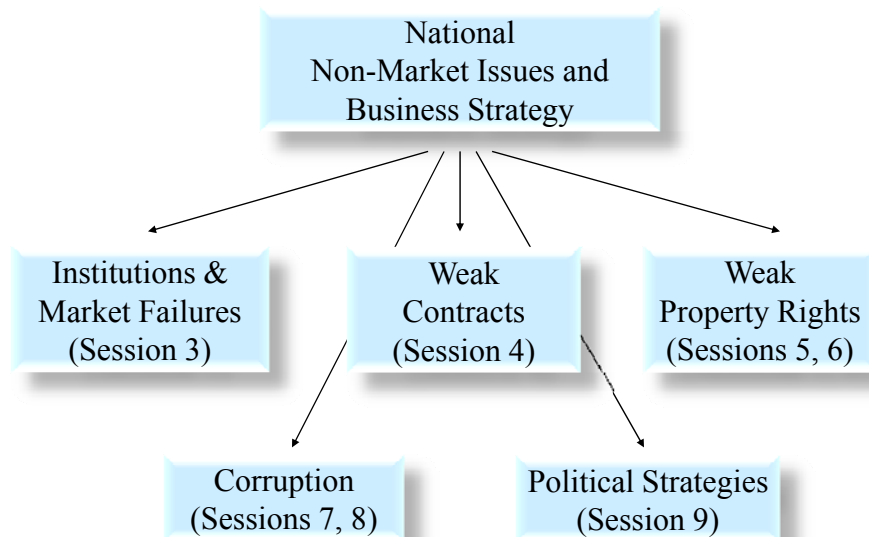 National
Non-Market Issues and
Business Strategy
Institutions &
Market Failures
(Session 3)
Weak
Contracts
(Session 4)
Weak
Property Rights
(Sessions 5, 6)
Corruption
(Sessions 7, 8)
Political Strategies
(Session 9)